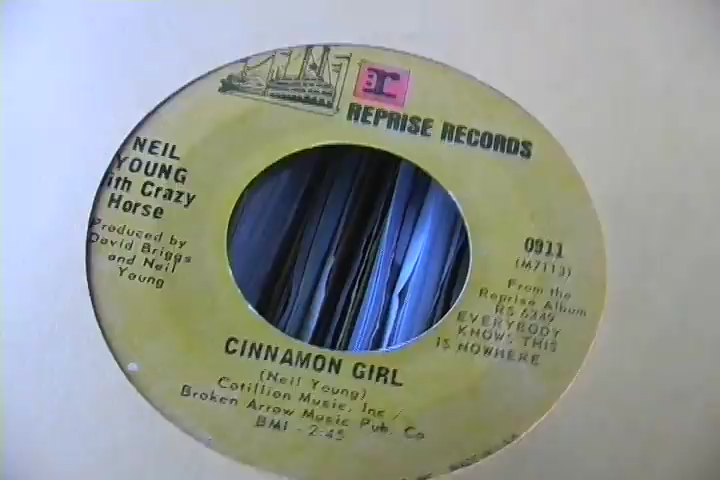 r
REPRISE RECORDS
NEIL
YOUNG
ith Crazy
Horse
Produced by
David Briggs
and Neil
Young
0911
(M7113)
From the
Reprise Album
RS 6349
EVERYBODY
KNOWS THIS
IS NOWHERE
CINNAMON GIRL
(Neil Young)
Cotillion Music, Inc /
Broken Arrow Music Pub. Co
BMI - 2:45